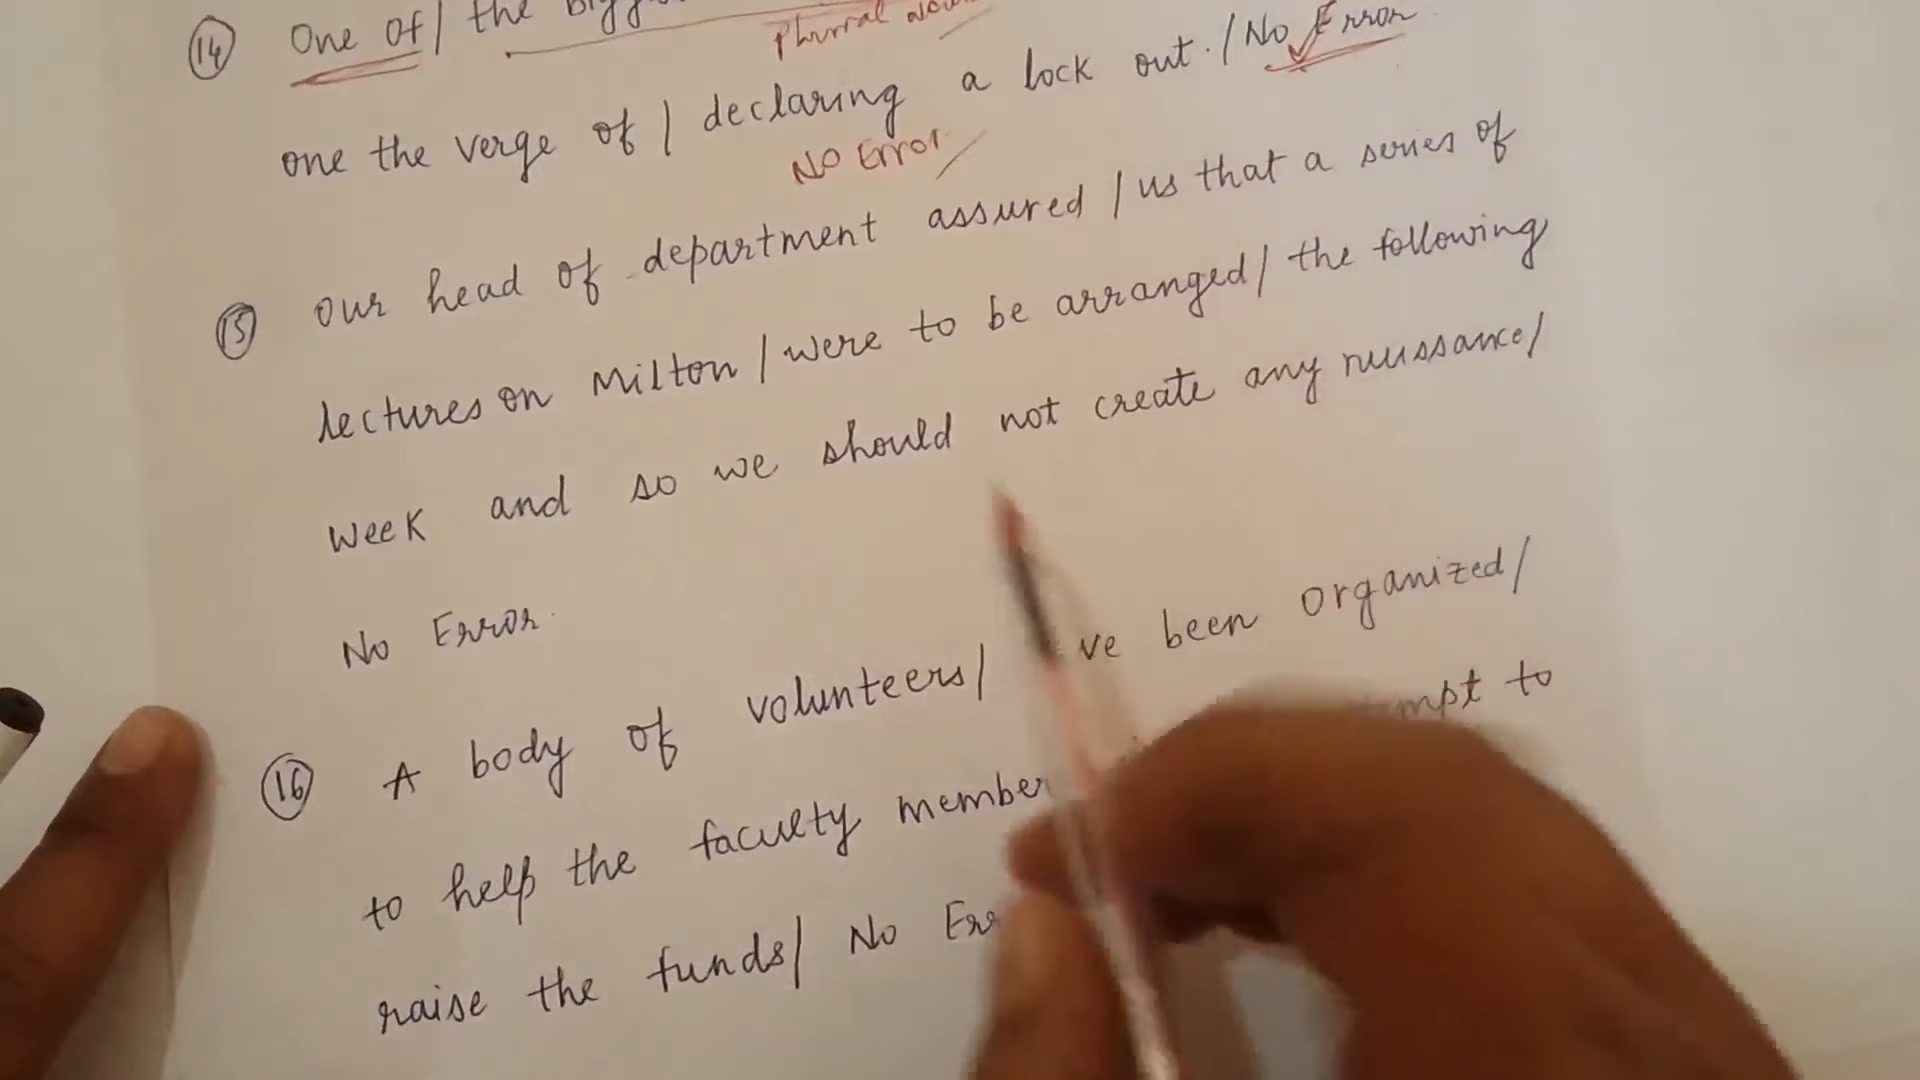 14 One of / the
Plural
one the verge of / declaring a lock out. / No Error
No Error
15 Our head of department assured / us that a series of
lectures on Milton / were to be arranged / the following
week and so we should not create any nuissance /
No Error.
16 A body of volunteers / ve been organized /
to help the faculty member to
raise the funds / No